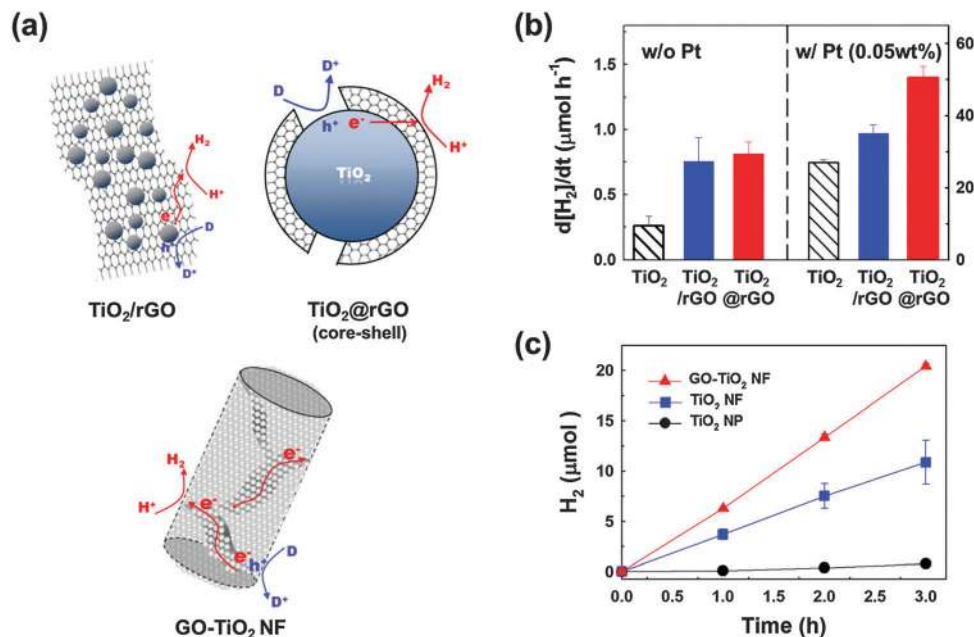 (a)
H₂
H⁺
e⁻
h⁺
D
D⁺
TiO₂/rGO
D⁺
D
h⁺
e⁻
H₂
H⁺
TiO₂
TiO₂@rGO
(core-shell)
H₂
H⁺
e⁻
e⁻
e⁻
h⁺
D
D⁺
GO-TiO₂ NF
(b)
w/o Pt
w/ Pt (0.05wt%)
d[H₂]/dt (μmol h⁻¹)
1.5
1.0
0.5
0.0
60
40
20
0
TiO₂
TiO₂
/rGO
TiO₂
@rGO
TiO₂
TiO₂
/rGO
TiO₂
@rGO
(c)
GO-TiO₂ NF
TiO₂ NF
TiO₂ NP
H₂ (μmol)
20
15
10
5
0
0.0 0.5 1.0 1.5 2.0 2.5 3.0
Time (h)